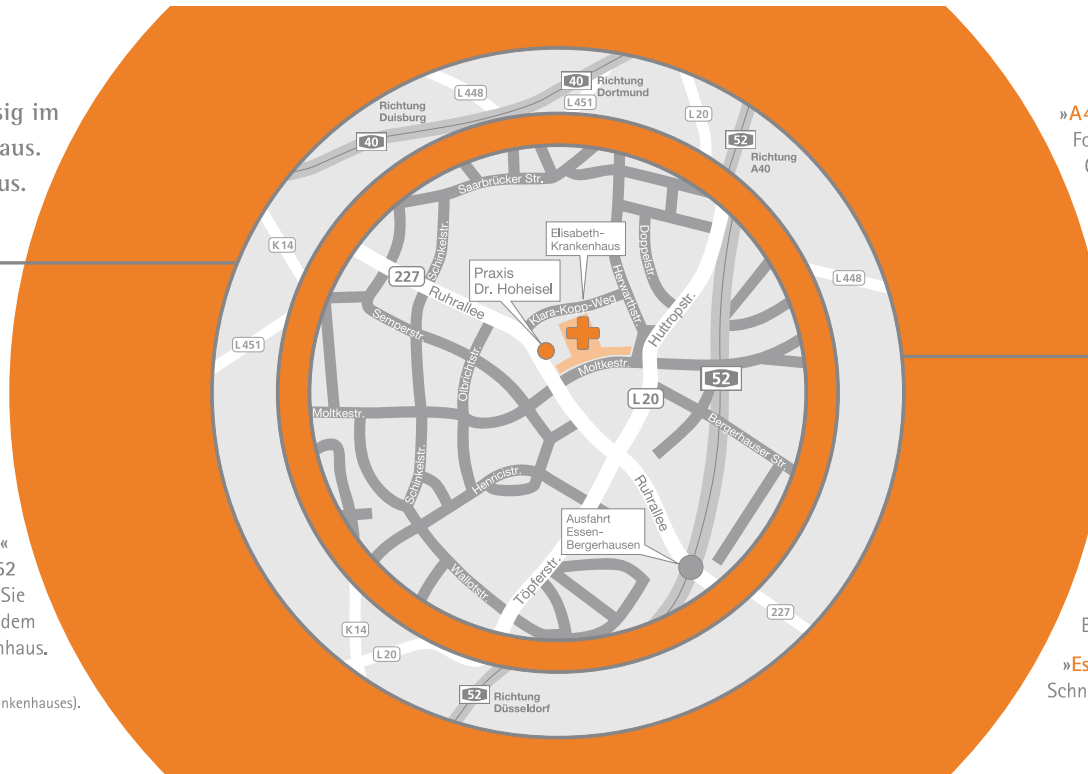 sig im
aus.
us.
«
52
Sie
dem
nhaus.
nkenhauses).
40
Richtung
Dortmund
L448
L451
Richtung
Duisburg
40
L20
52
Richtung
A40
K14
L451
L448
Saarbrücker Str.
Schinkelstr.
Elisabeth-
Krankenhaus
Doppelstr.
Herwarthstr.
227
Ruhrallee
Praxis
Dr. Hoheisel
Klara-Kopp-Weg
Huttropstr.
Semperstr.
Olbrichtstr.
Moltkestr.
52
L20
Moltkestr.
Bergerhauser Str.
Schinkelstr.
Henricistr.
Ruhrallee
Ausfahrt
Essen-
Bergerhausen
Wallotstr.
Töpferstr.
227
K14
L20
52
Richtung
Düsseldorf
»A4
Fo
»Es
Schn